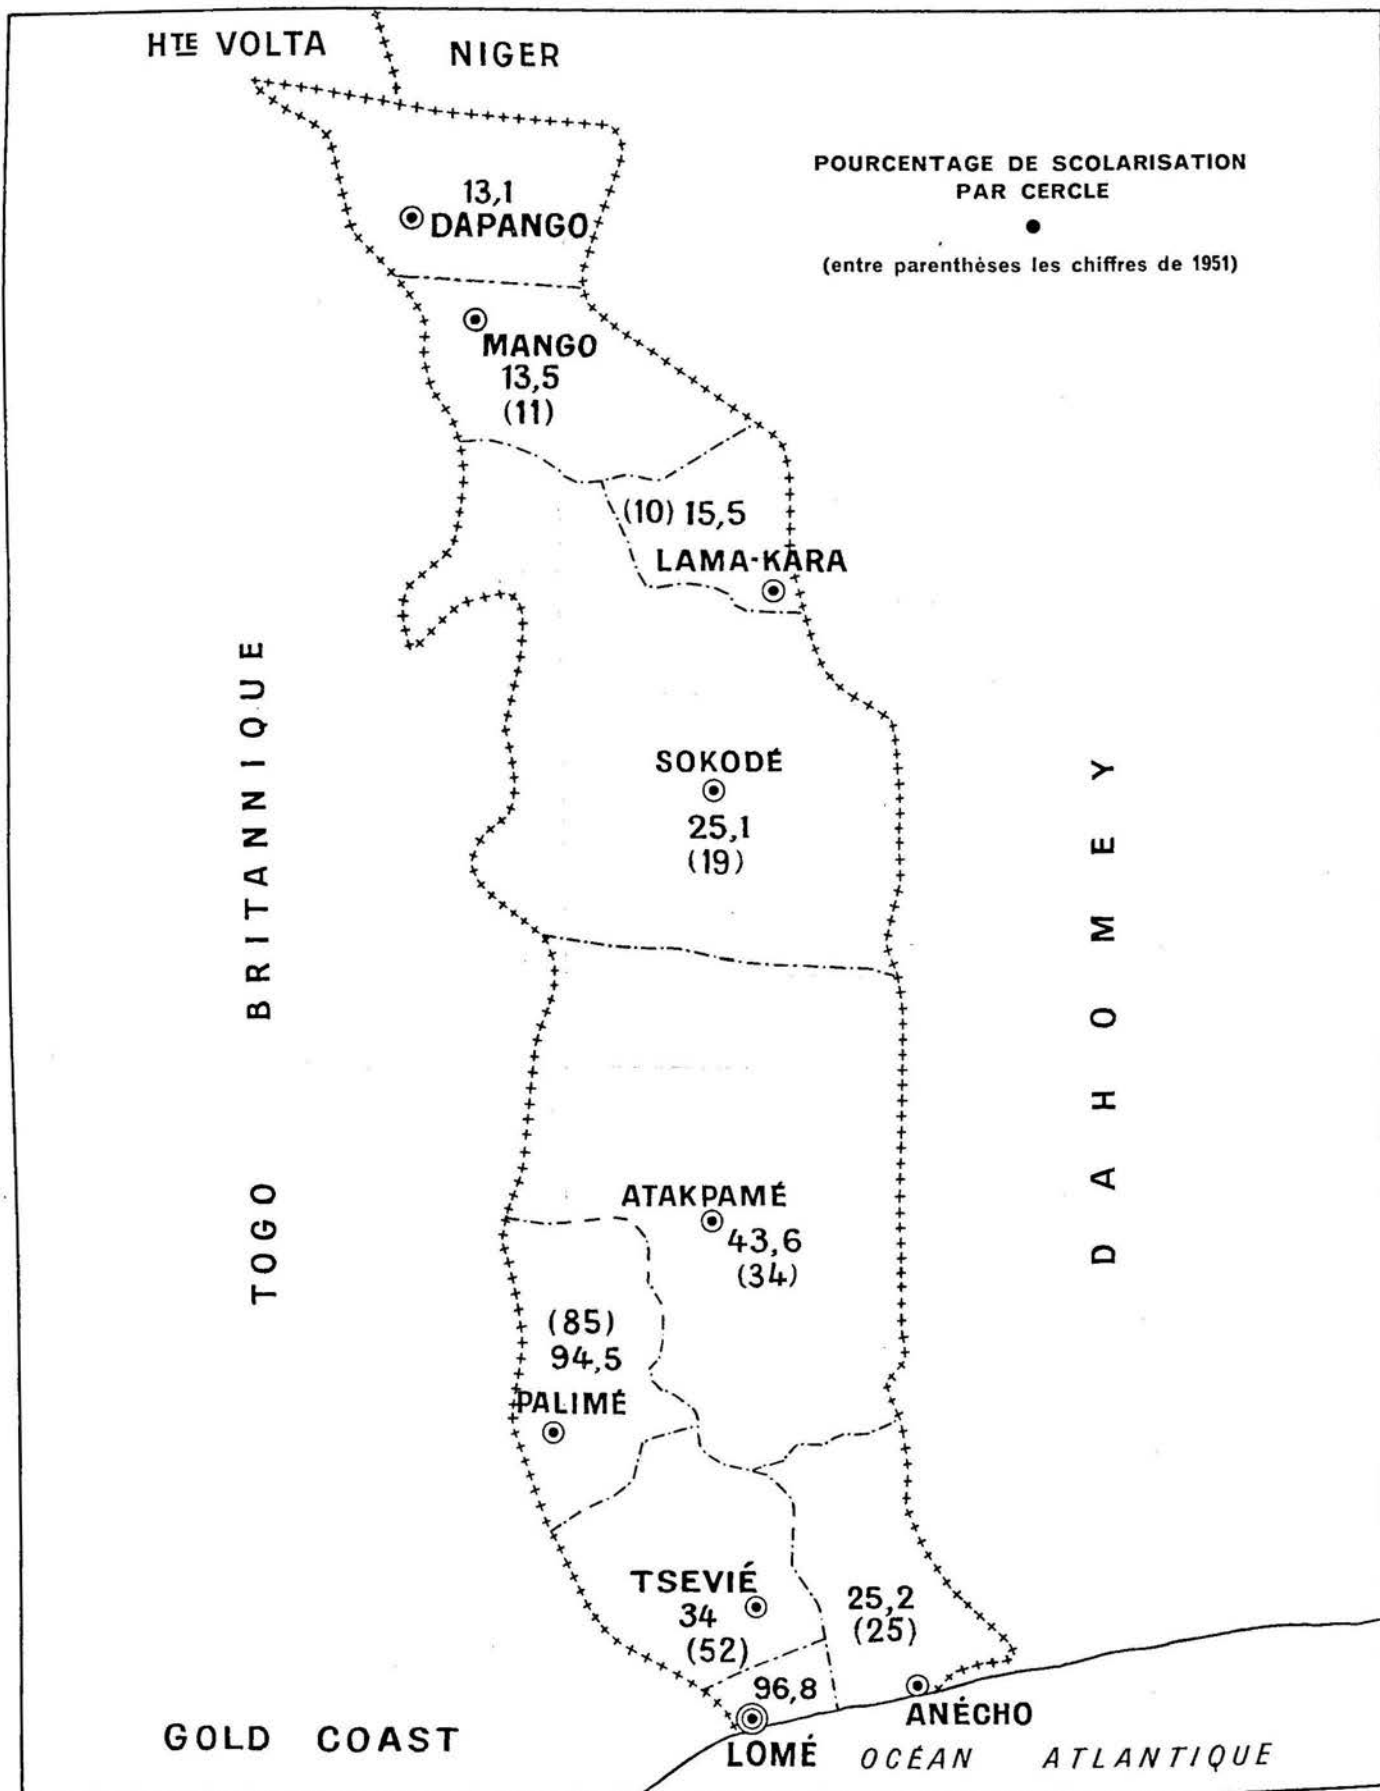 HTE VOLTA
NIGER
POURCENTAGE DE SCOLARISATION
PAR CERCLE
(entre parenthèses les chiffres de 1951)
13,1
DAPANGO
MANGO
13,5
(11)
(10) 15,5
LAMA-KARA
SOKODÉ
25,1
(19)
TOGO BRITANNIQUE
DAHOMEY
ATAKPAMÉ
43,6
(34)
(85)
94,5
PALIMÉ
TSEVIÉ
34
(52)
25,2
(25)
96,8
ANÉCHO
LOMÉ
GOLD COAST
OCÉAN ATLANTIQUE